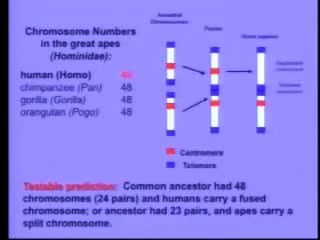 Chromosome Numbers
in the great apes
(Hominidae):
human (Homo) 46
chimpanzee (Pan) 48
gorilla (Gorilla) 48
orangutan (Pogo) 48
Ancestral
Chromosomes
Fusion
Homo sapiens
Centromere
Telomere
Testable prediction: Common ancestor had 48
chromosomes (24 pairs) and humans carry a fused
chromosome; or ancestor had 23 pairs, and apes carry a
split chromosome.